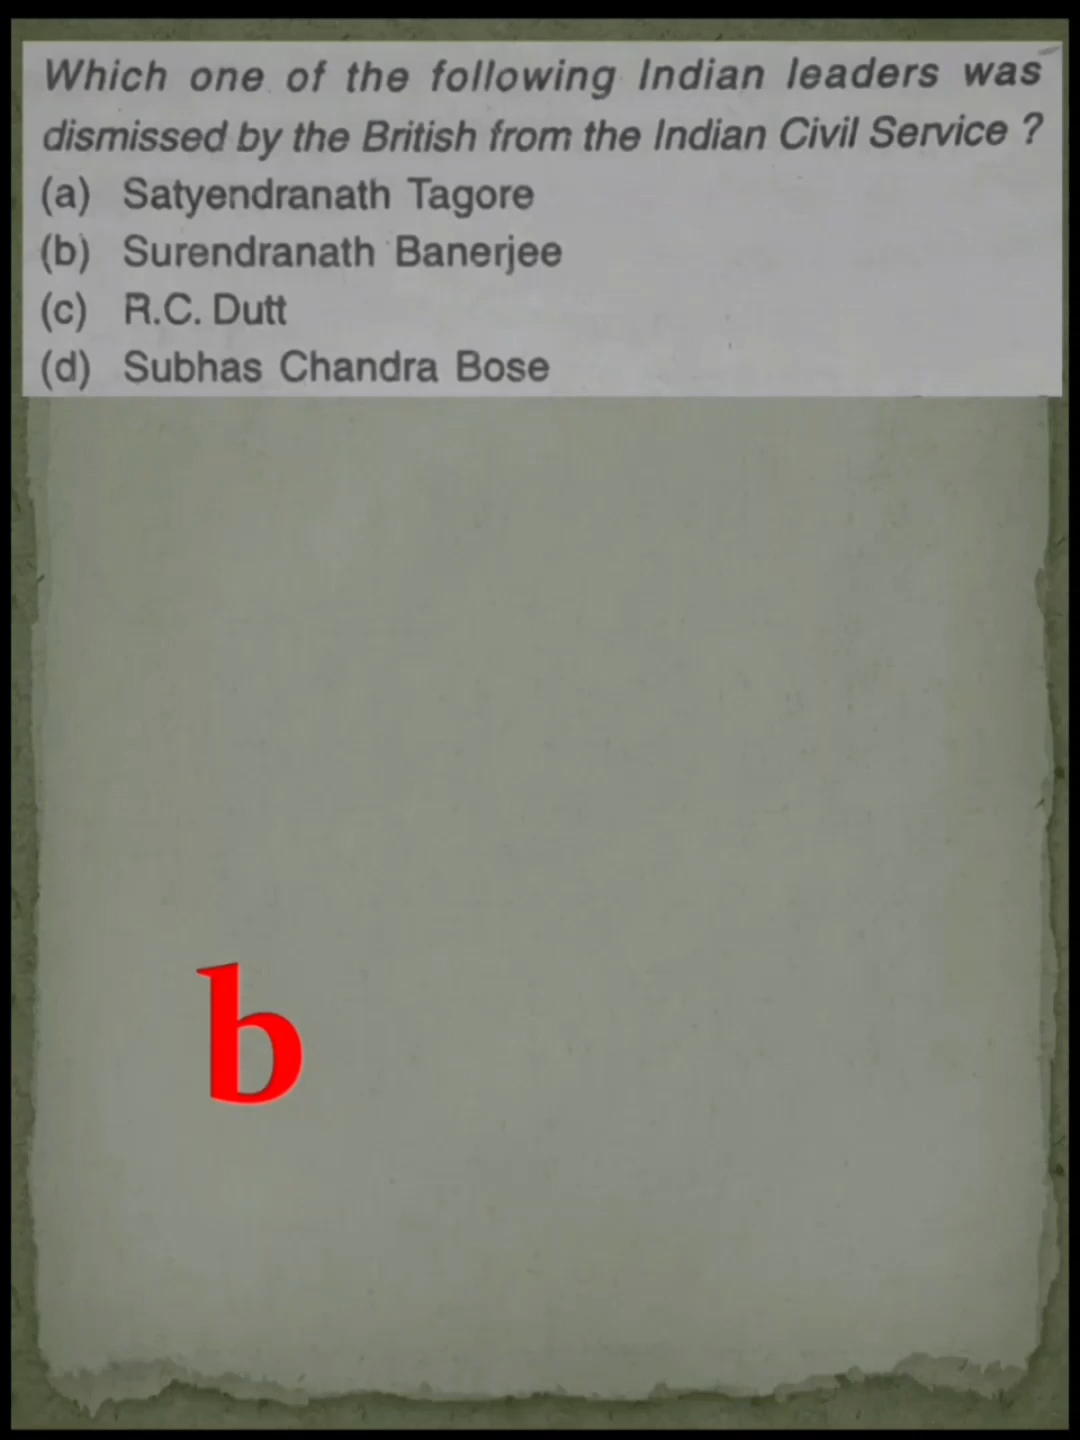 Which one of the following Indian leaders was
dismissed by the British from the Indian Civil Service ?
(a) Satyendranath Tagore
(b) Surendranath Banerjee
(c) R.C. Dutt
(d) Subhas Chandra Bose
b